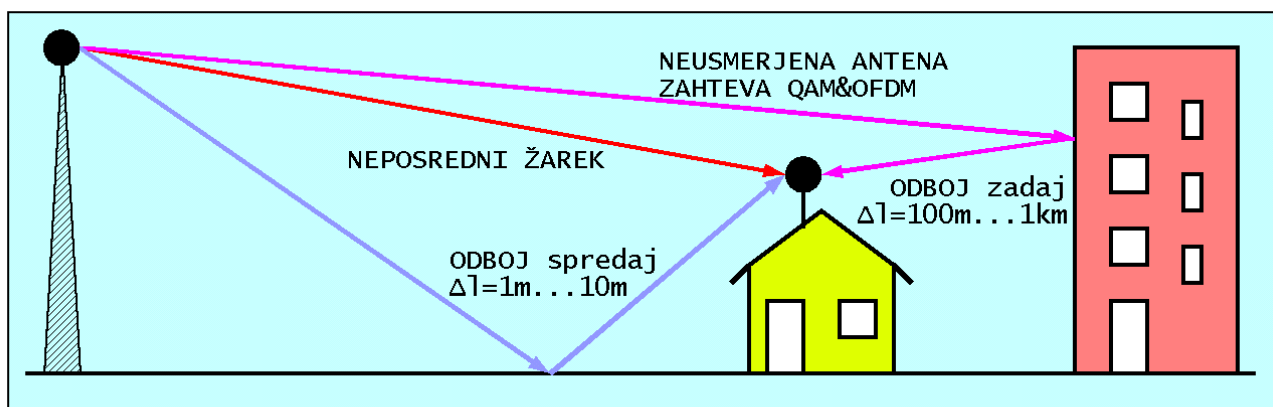 NEUSMERJENA ANTENA
ZAHTEVA QAM&OFDM
NEPOSREDNI ŽAREK
ODBOJ zadaj
Δl=100m...1km
ODBOJ spredaj
Δl=1m...10m